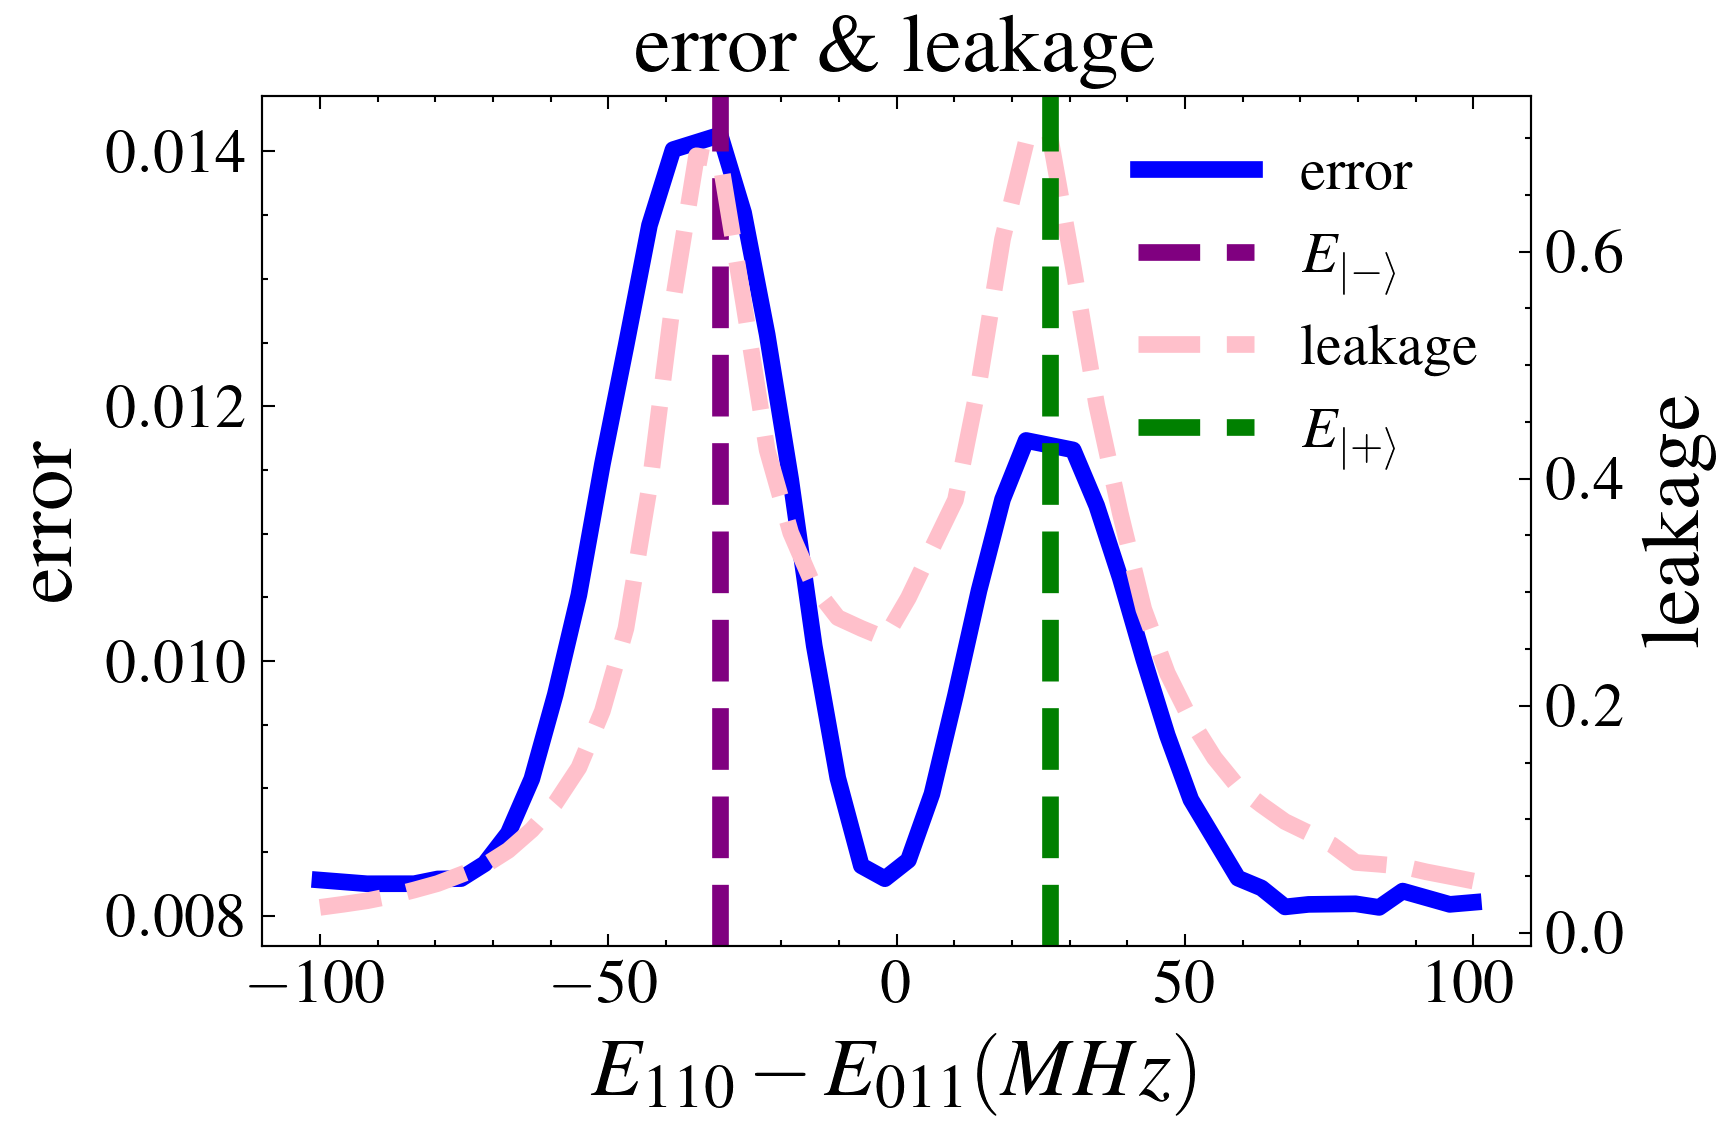 error & leakage
0.014
0.012
0.010
0.008
error
0.6
0.4
0.2
0.0
leakage
error
E|−⟩
leakage
E|+⟩
−100 −50 0 50 100
E110 − E011(MHz)